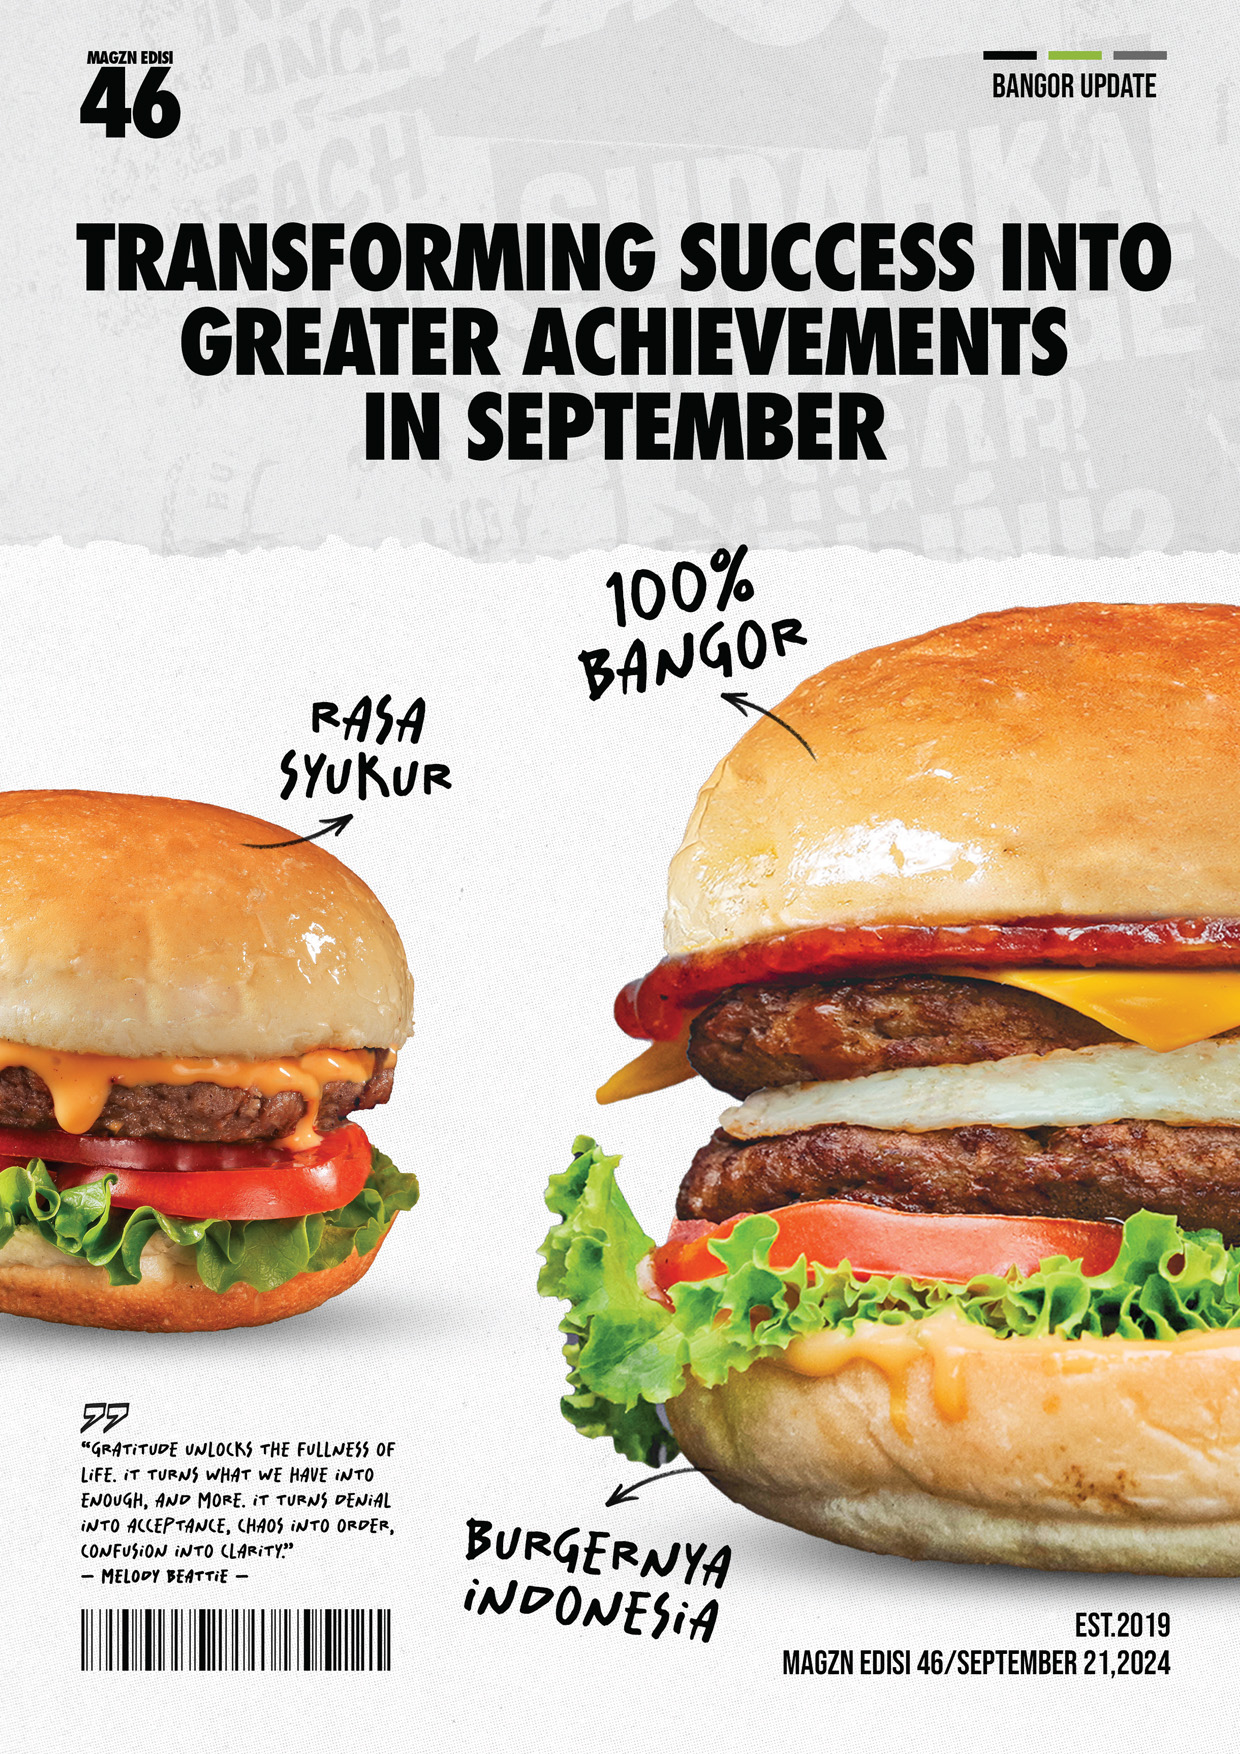 MAGZN EDISI
46
BANGOR UPDATE
TRANSFORMING SUCCESS INTO
GREATER ACHIEVEMENTS
IN SEPTEMBER
100%
BANGOR
RASA
SYUKUR
"GRATITUDE UNLOCKS THE FULLNESS OF
LIFE. IT TURNS WHAT WE HAVE INTO
ENOUGH, AND MORE. IT TURNS DENIAL
INTO ACCEPTANCE, CHAOS INTO ORDER,
CONFUSION INTO CLARITY."
– MELODY BEATTIE –
BURGERNYA
INDONESIA
EST.2019
MAGZN EDISI 46/SEPTEMBER 21,2024